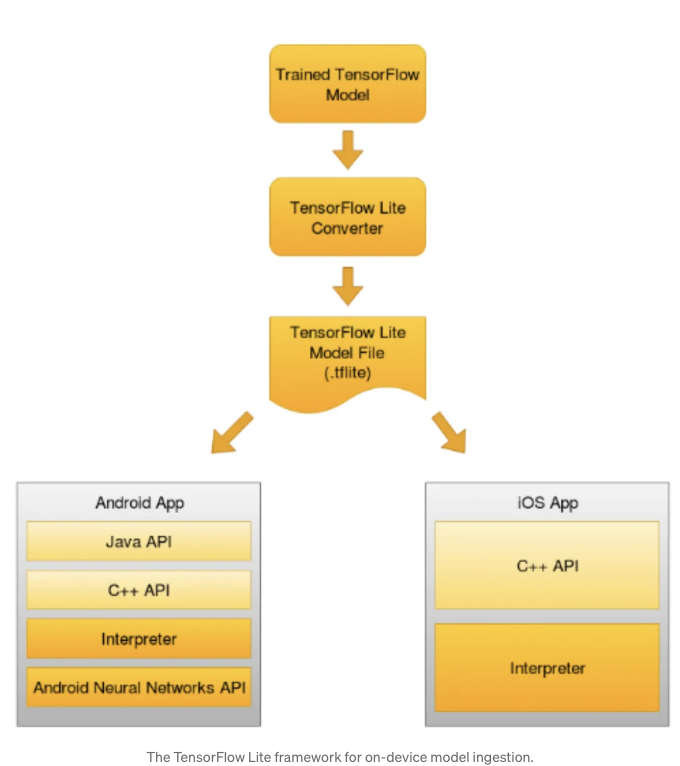 Trained TensorFlow
Model
TensorFlow Lite
Converter
TensorFlow Lite
Model File
(.tflite)
Android App
Java API
C++ API
Interpreter
Android Neural Networks API
iOS App
C++ API
Interpreter
The TensorFlow Lite framework for on-device model ingestion.